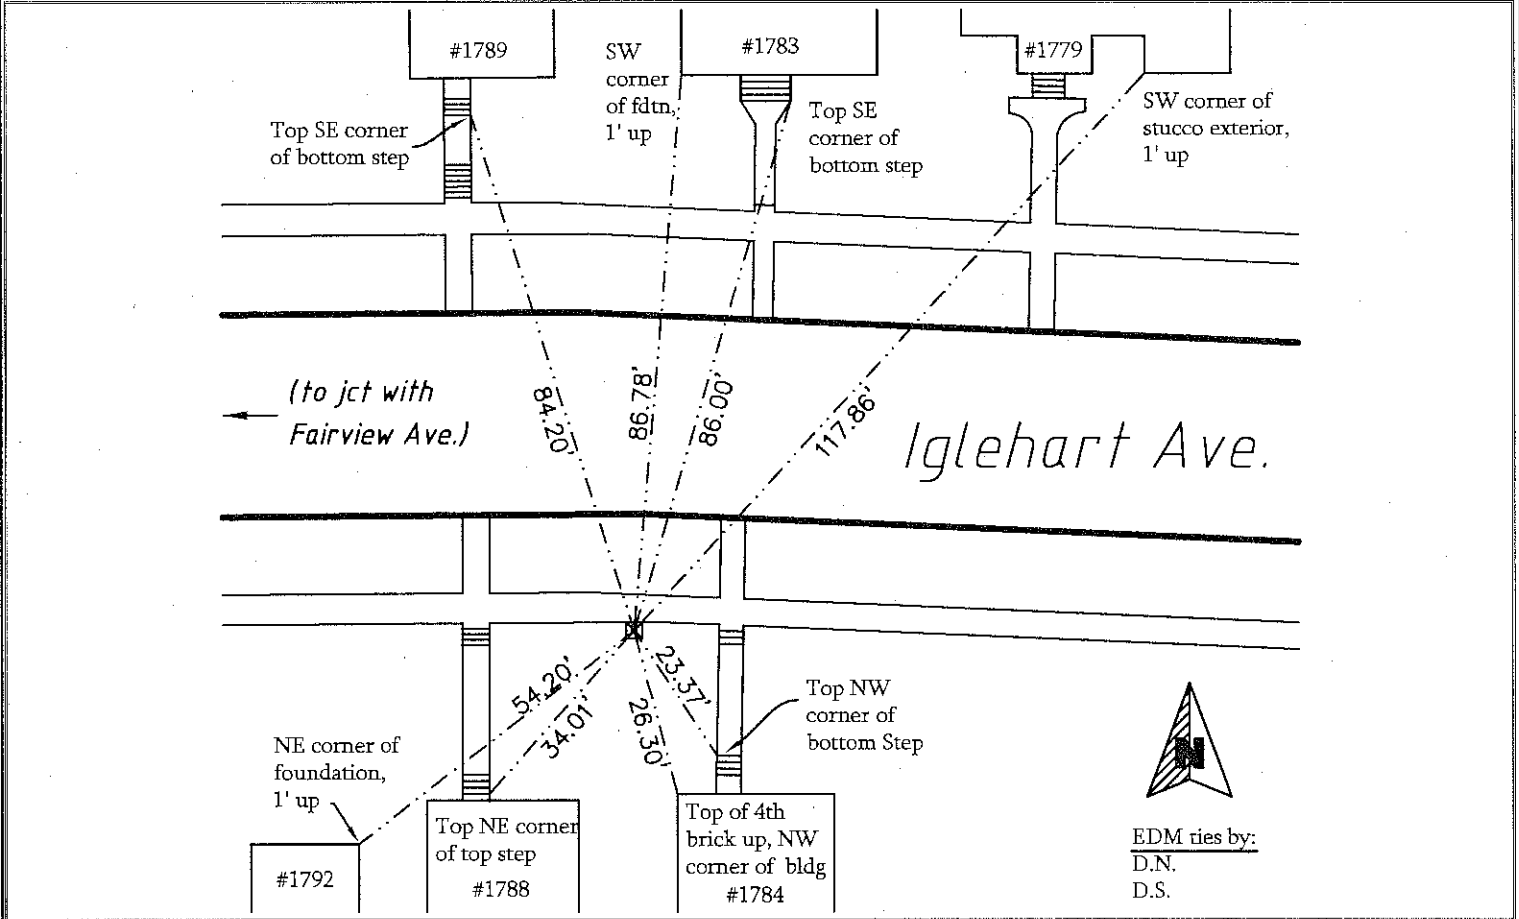 #1789
SW
corner
of fdtn,
1' up
#1783
#1779
Top SE corner
of bottom step
Top SE
corner of
bottom step
SW corner of
stucco exterior,
1' up
(to jct with
Fairview Ave.)
84.20'
86.78'
86.00'
117.86'
Iglehart Ave.
54.20'
34.01'
26.30'
23.37'
Top NW
corner of
bottom Step
NE corner of
foundation,
1' up
N
Top NE corner
of top step
#1788
Top of 4th
brick up, NW
corner of bldg
#1784
#1792
EDM ties by:
D.N.
D.S.